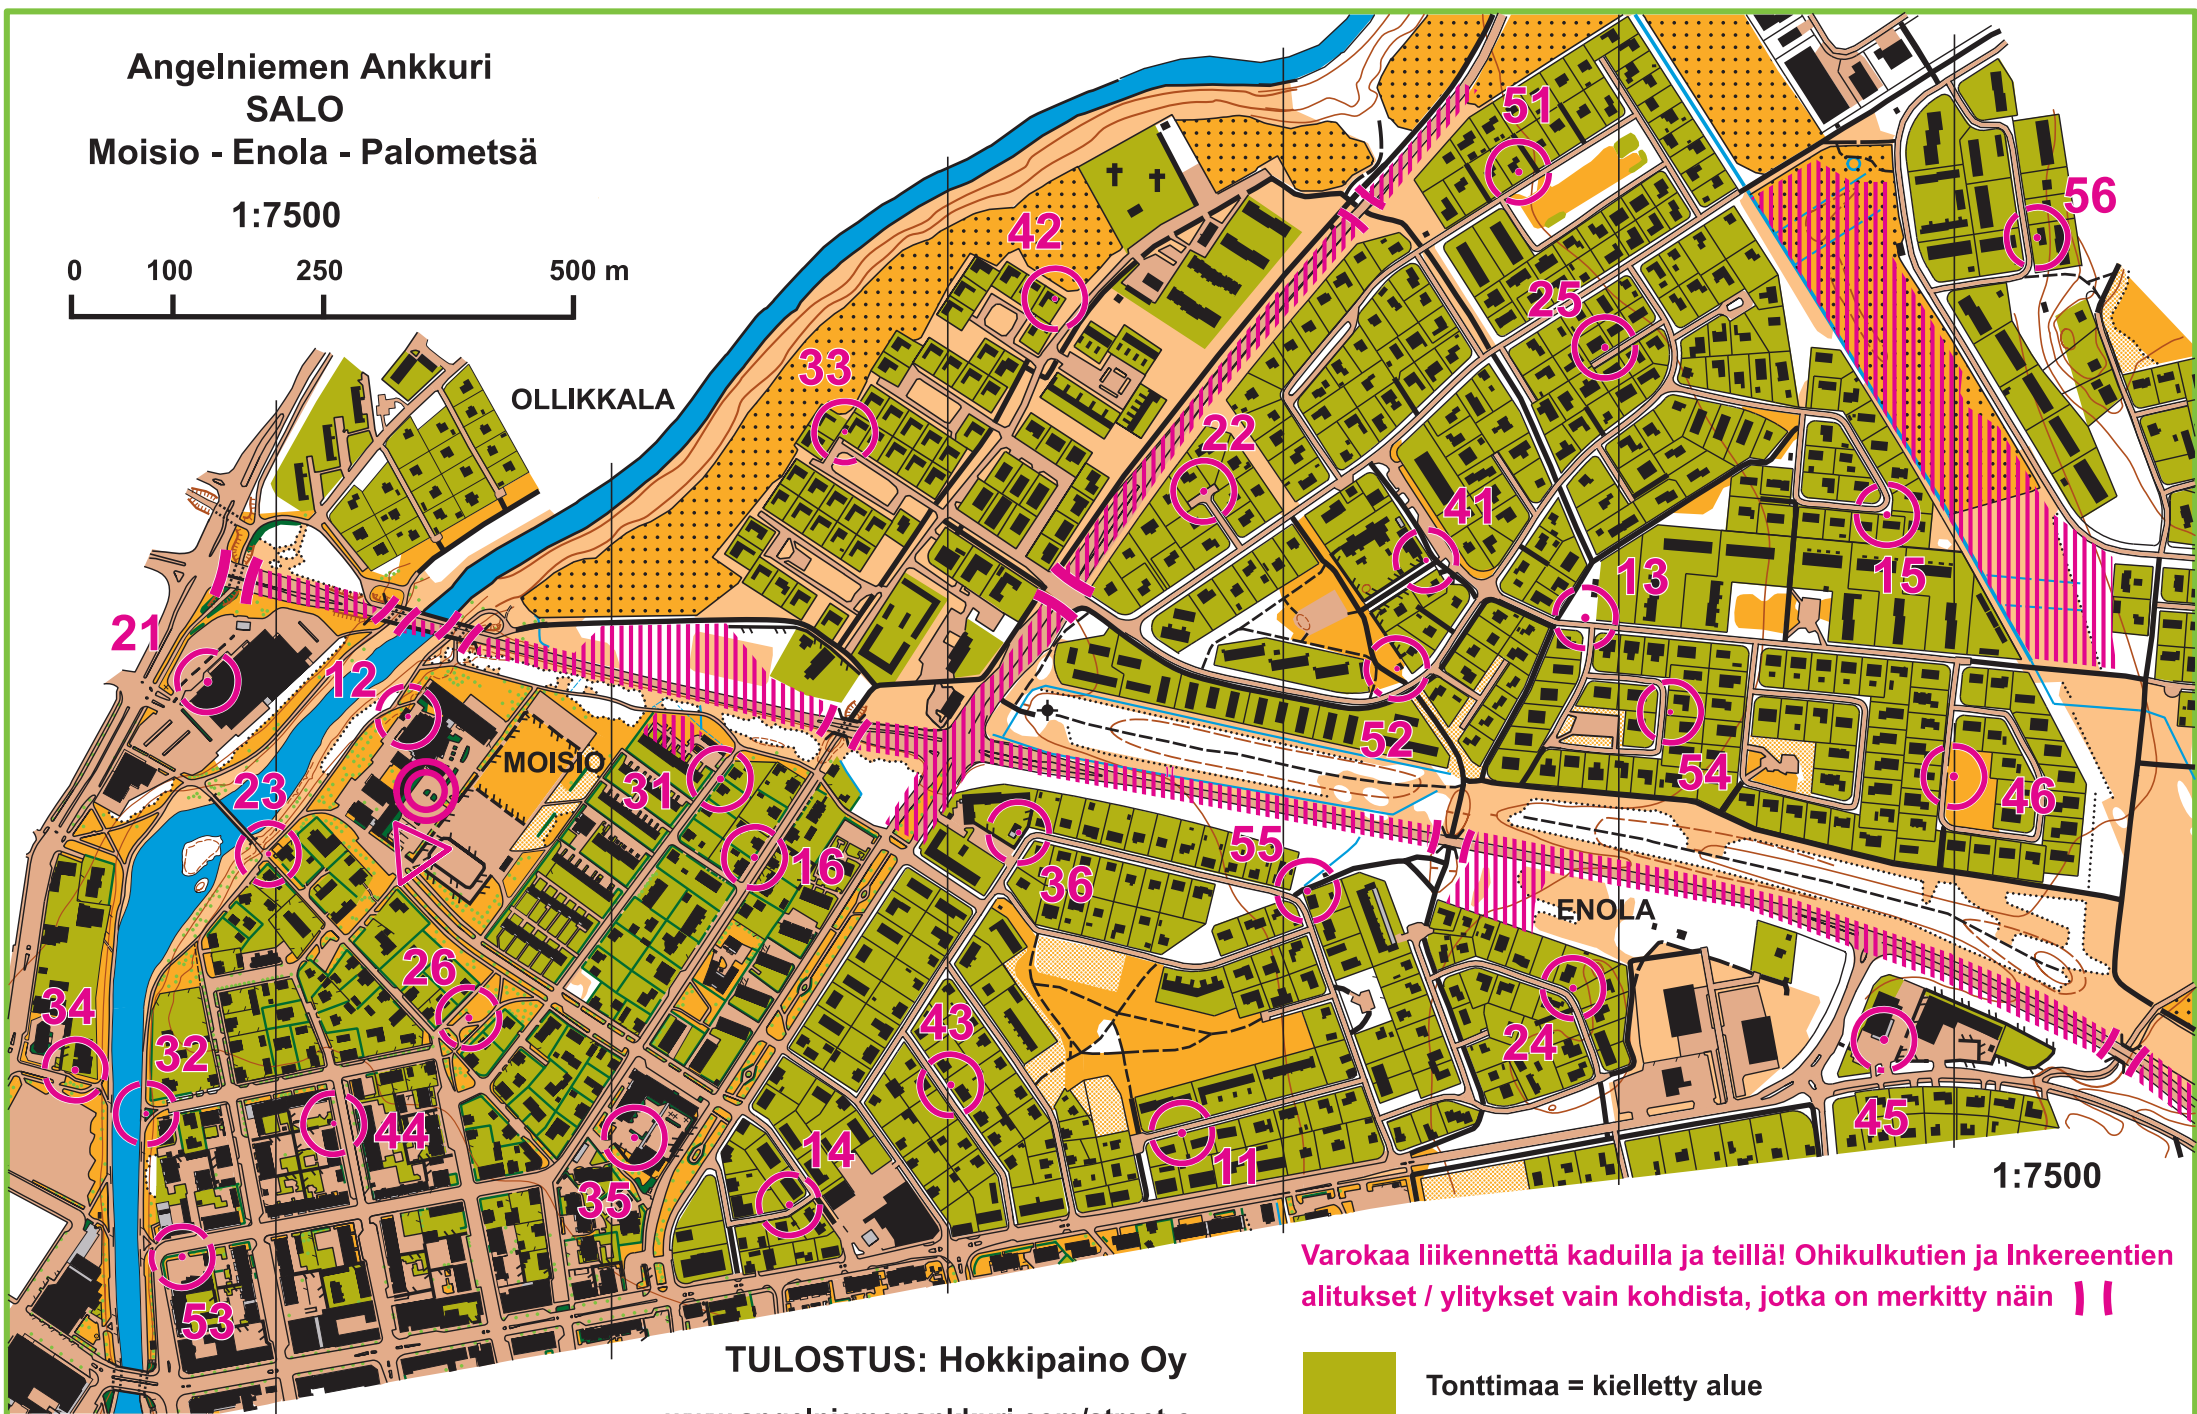 Angelniemen Ankkuri
SALO
Moisio - Enola - Palometsä
1:7500
0 100 250 500 m
51
56
42
25
OLLIKKALA
33
22
41
13
15
21
12
52
54
46
MOISIO
31
23
16
36
55
ENOLA
26
34
32
43
24
44
45
14
11
35
53
1:7500
Varokaa liikennettä kaduilla ja teillä! Ohikulkutien ja Inkereentien
alitukset / ylitykset vain kohdista, jotka on merkitty näin
TULOSTUS: Hokkipaino Oy
Tonttimaa = kielletty alue